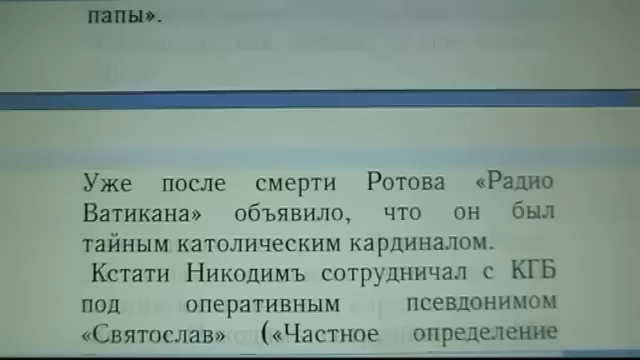 папы».
Уже после смерти Ротова «Радио
Ватикана» объявило, что он был
тайным католическим кардиналом.
Кстати Никодимъ сотрудничал с КГБ
под оперативным псевдонимом
«Святослав» («Частное определение